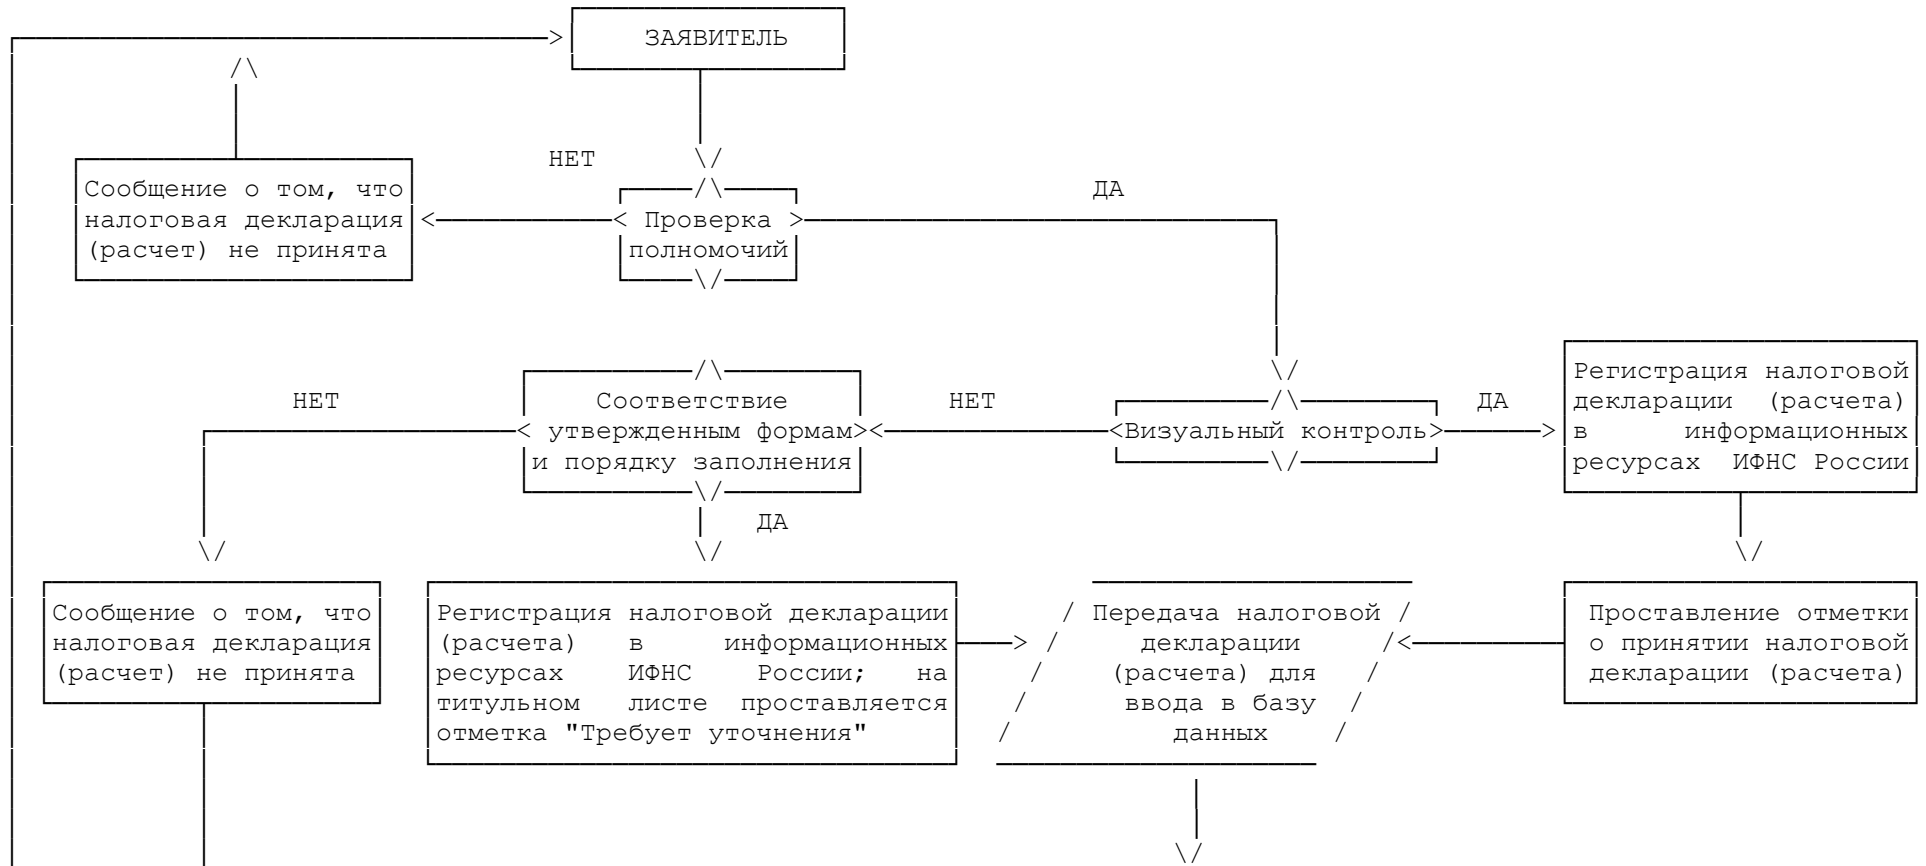 ЗАЯВИТЕЛЬ
НЕТ
Сообщение о том, что
налоговая декларация
(расчет) не принята
Проверка
полномочий
ДА
НЕТ
Соответствие
утвержденным формам
и порядку заполнения
НЕТ
Визуальный контроль
ДА
Регистрация налоговой
декларации (расчета)
в информационных
ресурсах ИФНС России
ДА
Сообщение о том, что
налоговая декларация
(расчет) не принята
Регистрация налоговой декларации
(расчета) в информационных
ресурсах ИФНС России; на
титульном листе проставляется
отметка "Требует уточнения"
Передача налоговой
декларации
(расчета) для
ввода в базу
данных
Проставление отметки
о принятии налоговой
декларации (расчета)